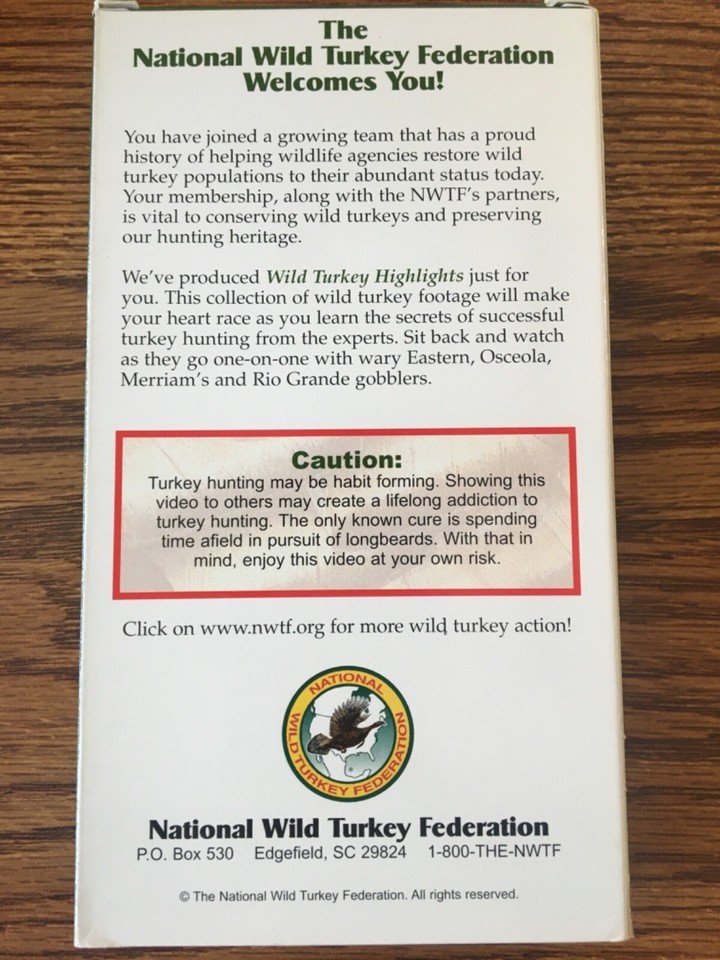 The
National Wild Turkey Federation
Welcomes You!
You have joined a growing team that has a proud
history of helping wildlife agencies restore wild
turkey populations to their abundant status today.
Your membership, along with the NWTF's partners,
is vital to conserving wild turkeys and preserving
our hunting heritage.
We've produced Wild Turkey Highlights just for
you. This collection of wild turkey footage will make
your heart race as you learn the secrets of successful
turkey hunting from the experts. Sit back and watch
as they go one-on-one with wary Eastern, Osceola,
Merriam's and Rio Grande gobblers.
Caution:
Turkey hunting may be habit forming. Showing this
video to others may create a lifelong addiction to
turkey hunting. The only known cure is spending
time afield in pursuit of longbeards. With that in
mind, enjoy this video at your own risk.
Click on www.nwtf.org for more wild turkey action!
NATIONAL
WILD TURKEY FEDERATION
National Wild Turkey Federation
P.O. Box 530 Edgefield, SC 29824 1-800-THE-NWTF
© The National Wild Turkey Federation. All rights reserved.